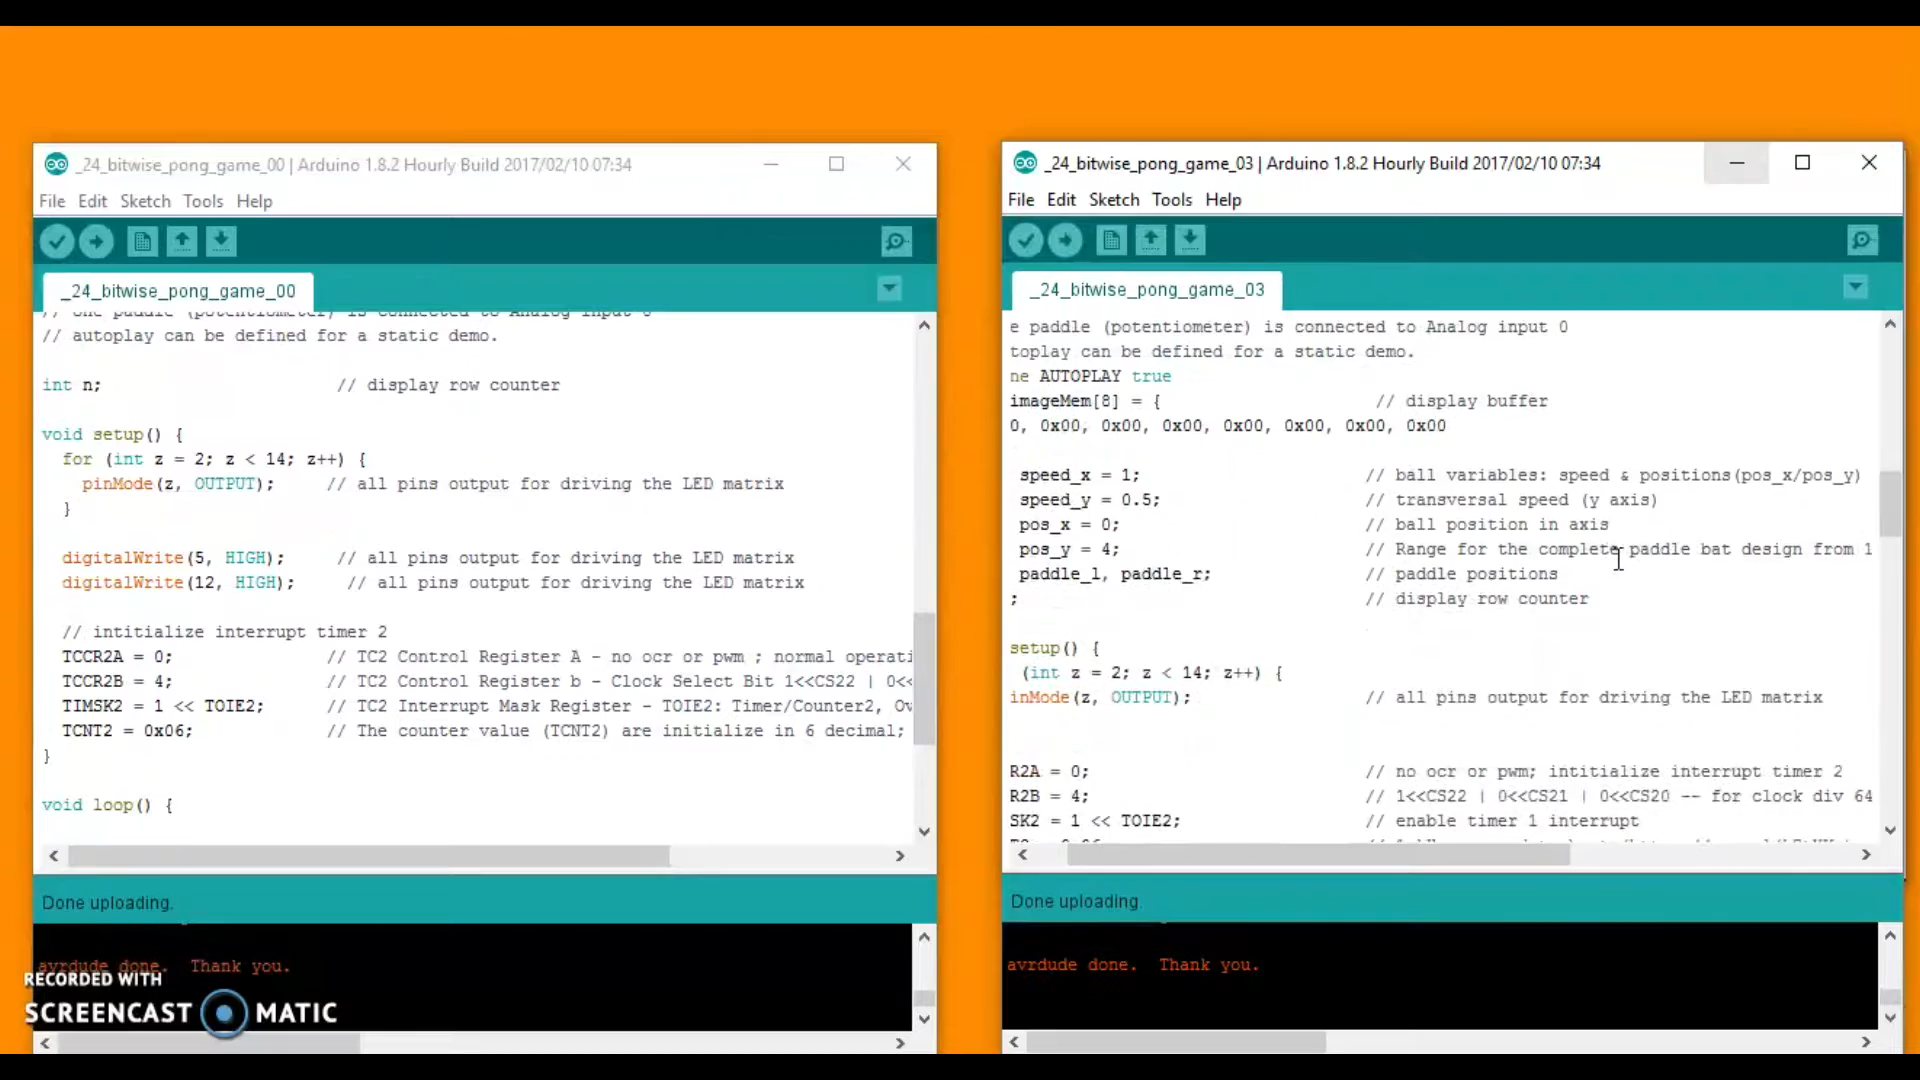 _24_bitwise_pong_game_00 | Arduino 1.8.2 Hourly Build 2017/02/10 07:34
File Edit Sketch Tools Help
_24_bitwise_pong_game_00
// one paddle (potentiometer) is connected to Analog input 0
// autoplay can be defined for a static demo.
int n; // display row counter
void setup() {
for (int z = 2; z < 14; z++) {
pinMode(z, OUTPUT); // all pins output for driving the LED matrix
}
digitalWrite(5, HIGH); // all pins output for driving the LED matrix
digitalWrite(12, HIGH); // all pins output for driving the LED matrix
// intitialize interrupt timer 2
TCCR2A = 0; // TC2 Control Register A - no ocr or pwm ; normal operati
TCCR2B = 4; // TC2 Control Register b - Clock Select Bit 1<<CS22 | 0<<
TIMSK2 = 1 << TOIE2; // TC2 Interrupt Mask Register - TOIE2: Timer/Counter2, Ov
TCNT2 = 0x06; // The counter value (TCNT2) are initialize in 6 decimal;
}
void loop() {
Done uploading.
avrdude done. Thank you.
RECORDED WITH
SCREENCAST MATIC
_24_bitwise_pong_game_03 | Arduino 1.8.2 Hourly Build 2017/02/10 07:34
File Edit Sketch Tools Help
_24_bitwise_pong_game_03
e paddle (potentiometer) is connected to Analog input 0
toplay can be defined for a static demo.
ne AUTOPLAY true
imageMem[8] = { // display buffer
0, 0x00, 0x00, 0x00, 0x00, 0x00, 0x00, 0x00
speed_x = 1; // ball variables: speed & positions(pos_x/pos_y)
speed_y = 0.5; // transversal speed (y axis)
pos_x = 0; // ball position in axis
pos_y = 4; // Range for the complete paddle bat design from 1
paddle_l, paddle_r; // paddle positions
; // display row counter
setup() {
(int z = 2; z < 14; z++) {
inMode(z, OUTPUT); // all pins output for driving the LED matrix
R2A = 0; // no ocr or pwm; intitialize interrupt timer 2
R2B = 4; // 1<<CS22 | 0<<CS21 | 0<<CS20 -- for clock div 64
SK2 = 1 << TOIE2; // enable timer 1 interrupt
Done uploading.
avrdude done. Thank you.